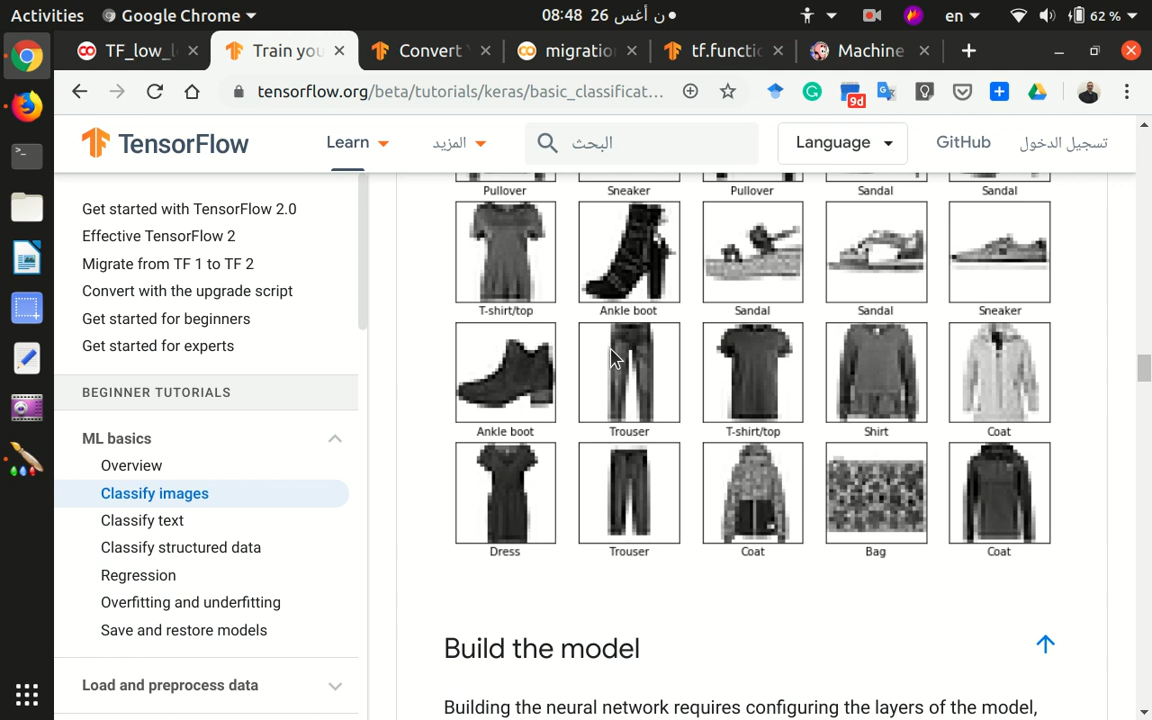 Activities Google Chrome ن أغس 26 08:48 en 62 %
TF_low_l Train you Convert migratio tf.functi Machine
tensorflow.org/beta/tutorials/keras/basic_classificat... 9d
TensorFlow Learn المزيد البحث Language GitHub تسجيل الدخول
Get started with TensorFlow 2.0
Effective TensorFlow 2
Migrate from TF 1 to TF 2
Convert with the upgrade script
Get started for beginners
Get started for experts
BEGINNER TUTORIALS
ML basics
Overview
Classify images
Classify text
Classify structured data
Regression
Overfitting and underfitting
Save and restore models
Load and preprocess data
Pullover Sneaker Pullover Sandal Sandal
T-shirt/top Ankle boot Sandal Sandal Sneaker
Ankle boot Trouser T-shirt/top Shirt Coat
Dress Trouser Coat Bag Coat
Build the model
Building the neural network requires configuring the layers of the model,